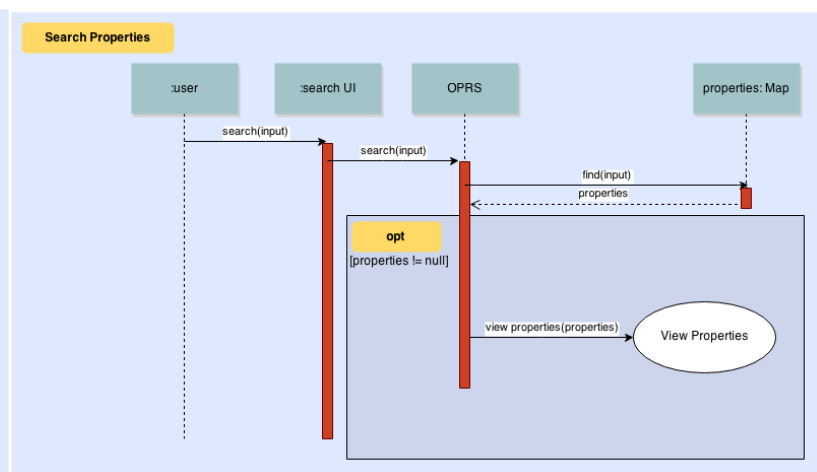 Search Properties
:user
:search UI
OPRS
properties: Map
search(input)
search(input)
find(input)
properties
opt
[properties != null]
view properties(properties)
View Properties